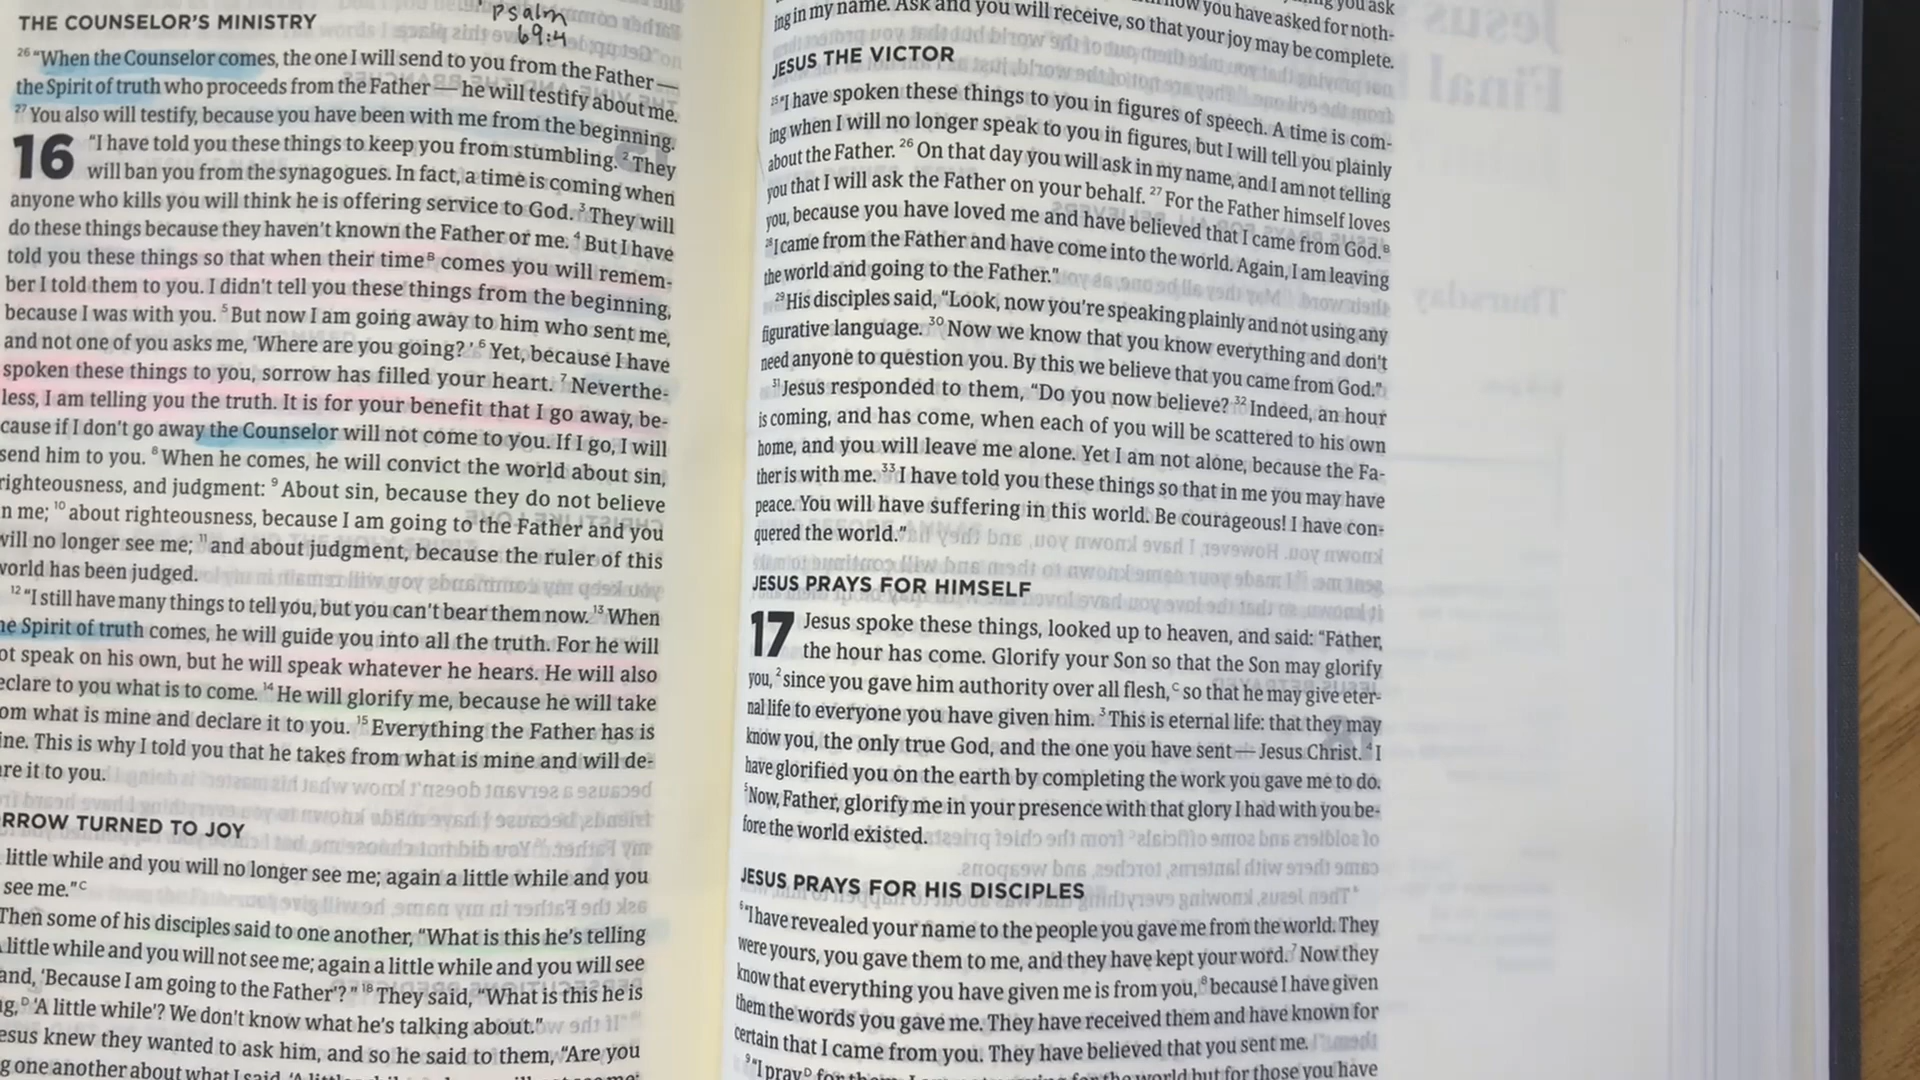 Psalm
69:4
THE COUNSELOR'S MINISTRY
26 “When the Counselor comes, the one I will send to you from the Father —
the Spirit of truth who proceeds from the Father — he will testify about me.
27 You also will testify, because you have been with me from the beginning.
16 “I have told you these things to keep you from stumbling. 2 They
will ban you from the synagogues. In fact, a time is coming when
anyone who kills you will think he is offering service to God. 3 They will
do these things because they haven't known the Father or me. 4 But I have
told you these things so that when their time B comes you will remem-
ber I told them to you. I didn't tell you these things from the beginning,
because I was with you. 5 But now I am going away to him who sent me,
and not one of you asks me, ‘Where are you going?’ 6 Yet, because I have
spoken these things to you, sorrow has filled your heart. 7 Neverthe-
less, I am telling you the truth. It is for your benefit that I go away, be-
cause if I don't go away the Counselor will not come to you. If I go, I will
send him to you. 8 When he comes, he will convict the world about sin,
righteousness, and judgment: 9 About sin, because they do not believe
n me; 10 about righteousness, because I am going to the Father and you
will no longer see me; 11 and about judgment, because the ruler of this
world has been judged.
12 “I still have many things to tell you, but you can't bear them now. 13 When
he Spirit of truth comes, he will guide you into all the truth. For he will
ot speak on his own, but he will speak whatever he hears. He will also
eclare to you what is to come. 14 He will glorify me, because he will take
om what is mine and declare it to you. 15 Everything the Father has is
ine. This is why I told you that he takes from what is mine and will de-
re it to you.
RROW TURNED TO JOY
little while and you will no longer see me; again a little while and you
see me.” C
Then some of his disciples said to one another, “What is this he's telling
little while and you will not see me; again a little while and you will see
and, ‘Because I am going to the Father’?” 18 They said, “What is this he is
g, D ‘A little while’? We don't know what he's talking about.”
esus knew they wanted to ask him, and so he said to them, “Are you
g one another about what I said,
you ask
now you have asked for noth-
ing in my name. Ask and you will receive, so that your joy may be complete.
JESUS THE VICTOR
25 “I have spoken these things to you in figures of speech. A time is com-
ing when I will no longer speak to you in figures, but I will tell you plainly
about the Father. 26 On that day you will ask in my name, and I am not telling
you that I will ask the Father on your behalf. 27 For the Father himself loves
you, because you have loved me and have believed that I came from God. B
28 I came from the Father and have come into the world. Again, I am leaving
the world and going to the Father.”
29 His disciples said, “Look, now you're speaking plainly and not using any
figurative language. 30 Now we know that you know everything and don't
need anyone to question you. By this we believe that you came from God.”
31 Jesus responded to them, “Do you now believe? 32 Indeed, an hour
is coming, and has come, when each of you will be scattered to his own
home, and you will leave me alone. Yet I am not alone, because the Fa-
ther is with me. 33 I have told you these things so that in me you may have
peace. You will have suffering in this world. Be courageous! I have con-
quered the world.”
JESUS PRAYS FOR HIMSELF
17 Jesus spoke these things, looked up to heaven, and said: “Father,
the hour has come. Glorify your Son so that the Son may glorify
you, 2 since you gave him authority over all flesh, C so that he may give eter-
nal life to everyone you have given him. 3 This is eternal life: that they may
know you, the only true God, and the one you have sent — Jesus Christ. 4 I
have glorified you on the earth by completing the work you gave me to do.
5 Now, Father, glorify me in your presence with that glory I had with you be-
fore the world existed.
JESUS PRAYS FOR HIS DISCIPLES
6 “I have revealed your name to the people you gave me from the world. They
were yours, you gave them to me, and they have kept your word. 7 Now they
know that everything you have given me is from you, 8 because I have given
them the words you gave me. They have received them and have known for
certain that I came from you. They have believed that you sent me.
9 “I pray D for the world but for those you have